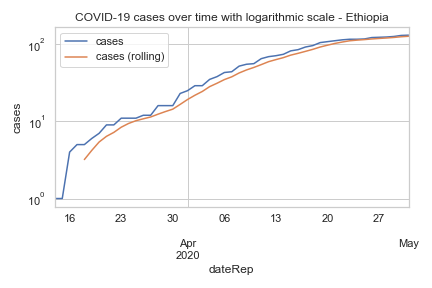 COVID-19 cases over time with logarithmic scale - Ethiopia
cases
cases (rolling)
10²
10¹
10⁰
cases
16 23 30 06 13 20 27
Apr May
2020
dateRep